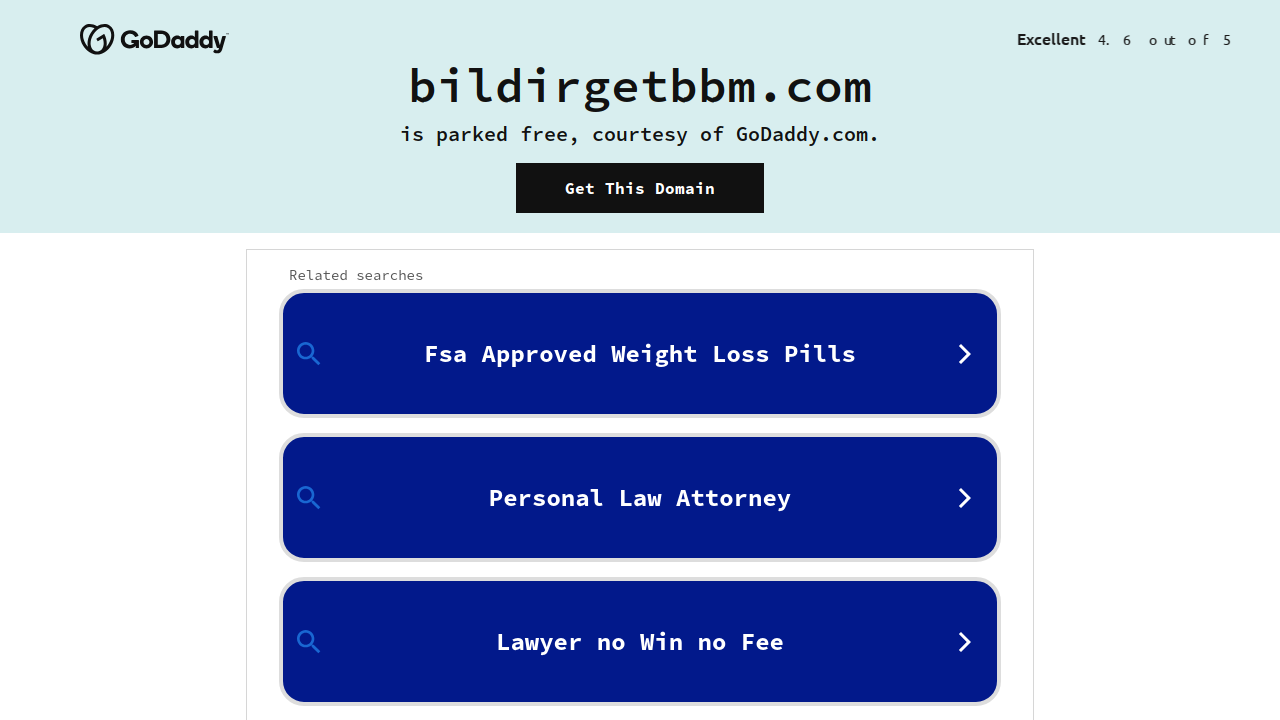 GoDaddy
Excellent 4.6 out of 5
bildirgetbbm.com
is parked free, courtesy of GoDaddy.com.
Get This Domain
Related searches
Fsa Approved Weight Loss Pills
Personal Law Attorney
Lawyer no Win no Fee